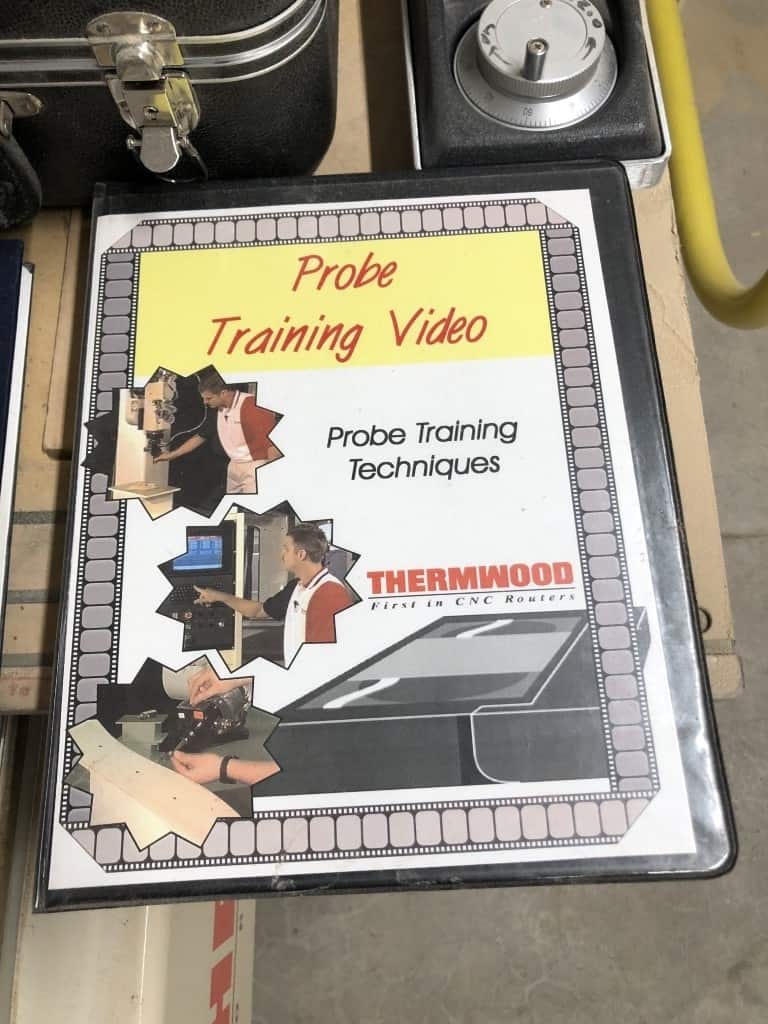 Probe
Training Video
Probe Training
Techniques
THERMWOOD
First in CNC Routers